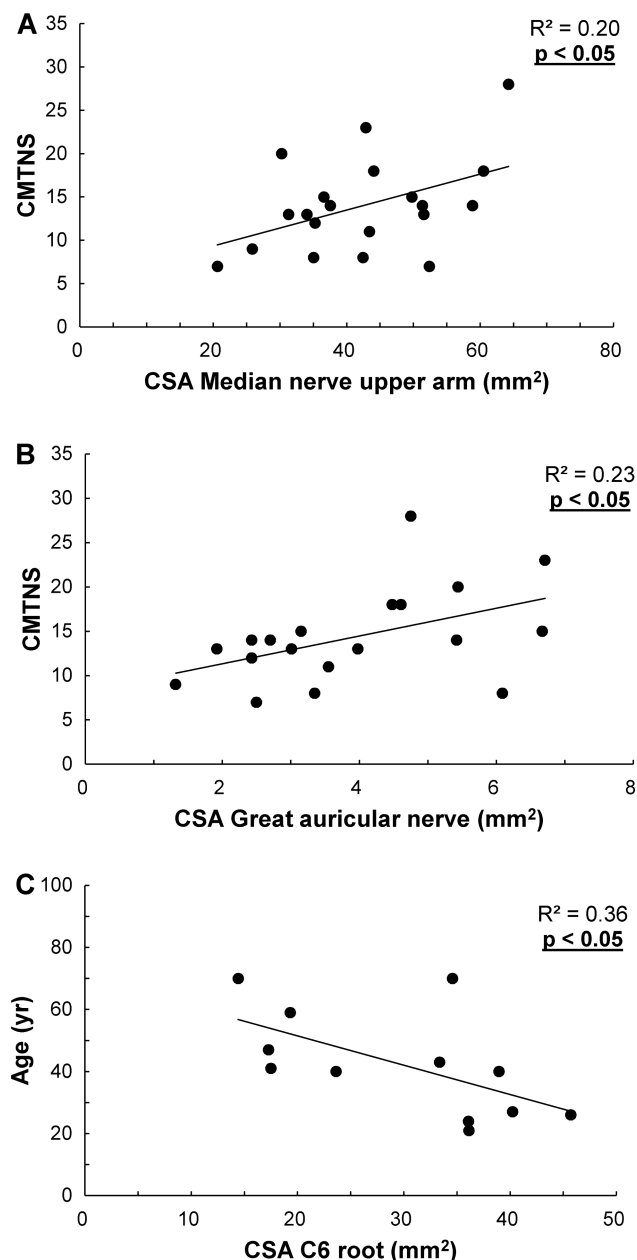 A
35
30
25
20
15
10
5
0
CMTNS
R² = 0.20
p < 0.05
0 20 40 60 80
CSA Median nerve upper arm (mm²)
B
35
30
25
20
15
10
5
0
CMTNS
R² = 0.23
p < 0.05
0 2 4 6 8
CSA Great auricular nerve (mm²)
C
100
80
60
40
20
0
Age (yr)
R² = 0.36
p < 0.05
0 10 20 30 40 50
CSA C6 root (mm²)